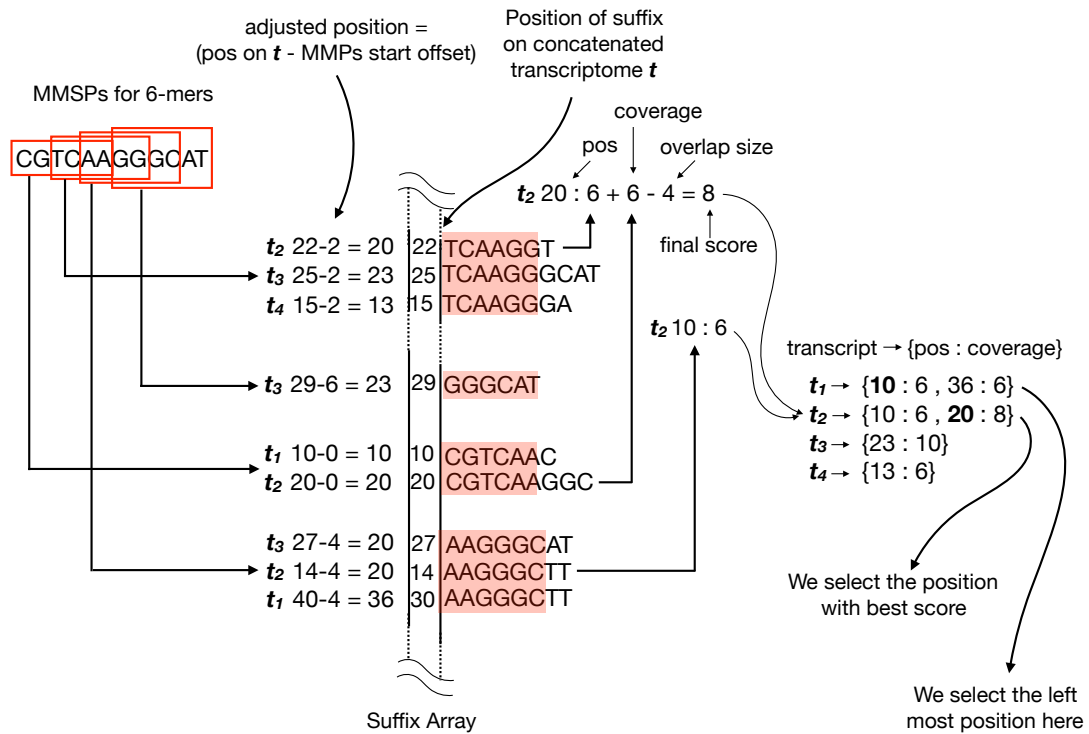 adjusted position =
(pos on t - MMPs start offset)
Position of suffix
on concatenated
transcriptome t
MMSPs for 6-mers
CGTCAAGGGCAT
coverage
pos
overlap size
t2 20 : 6 + 6 - 4 = 8
final score
t2 22-2 = 20 22 TCAAGGT
t3 25-2 = 23 25 TCAAGGGCAT
t4 15-2 = 13 15 TCAAGGGA
t2 10 : 6
t3 29-6 = 23 29 GGGCAT
transcript → {pos : coverage}
t1 → {10 : 6 , 36 : 6}
t2 → {10 : 6 , 20 : 8}
t3 → {23 : 10}
t4 → {13 : 6}
t1 10-0 = 10 10 CGTCAAC
t2 20-0 = 20 20 CGTCAAGGC
t3 27-4 = 20 27 AAGGGCAT
t2 14-4 = 20 14 AAGGGCTT
t1 40-4 = 36 30 AAGGGCTT
We select the position
with best score
We select the left
most position here
Suffix Array